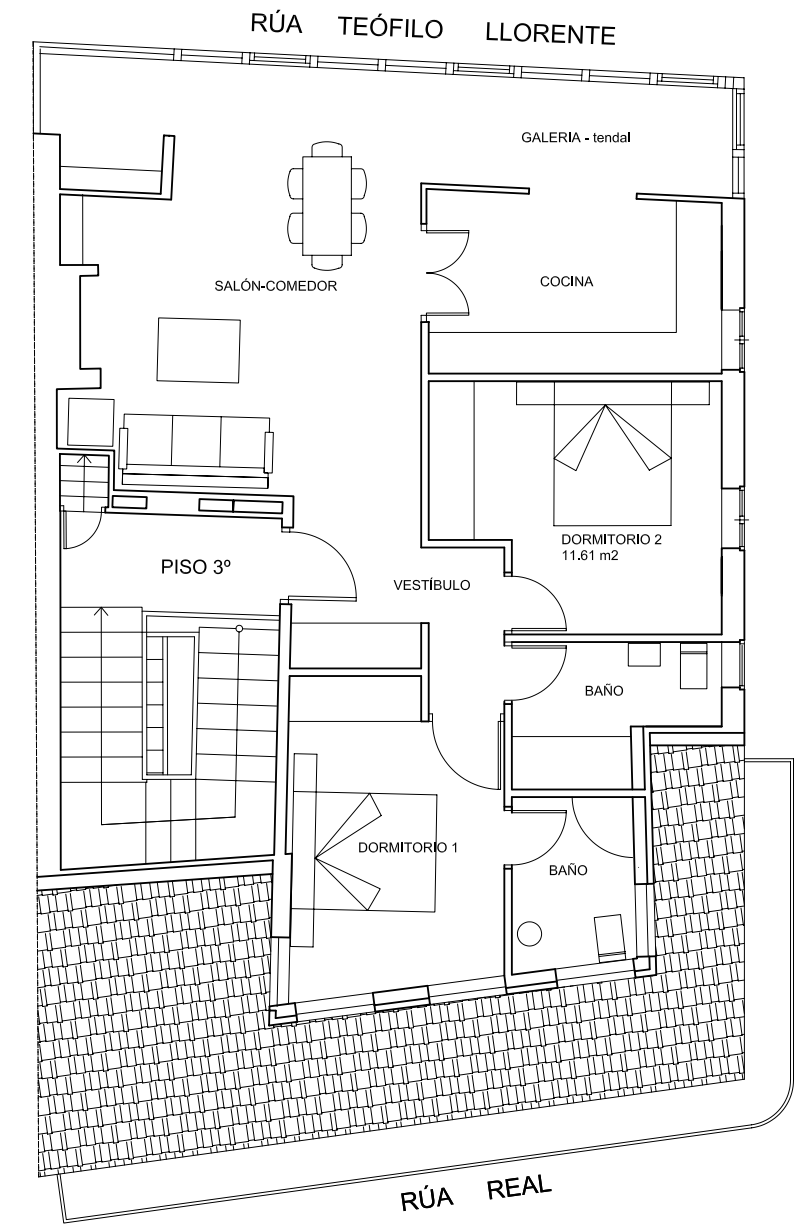 RÚA TEÓFILO LLORENTE
GALERIA - tendal
SALÓN-COMEDOR
COCINA
DORMITORIO 2
11.61 m2
PISO 3º
VESTÍBULO
BAÑO
DORMITORIO 1
BAÑO
RÚA REAL